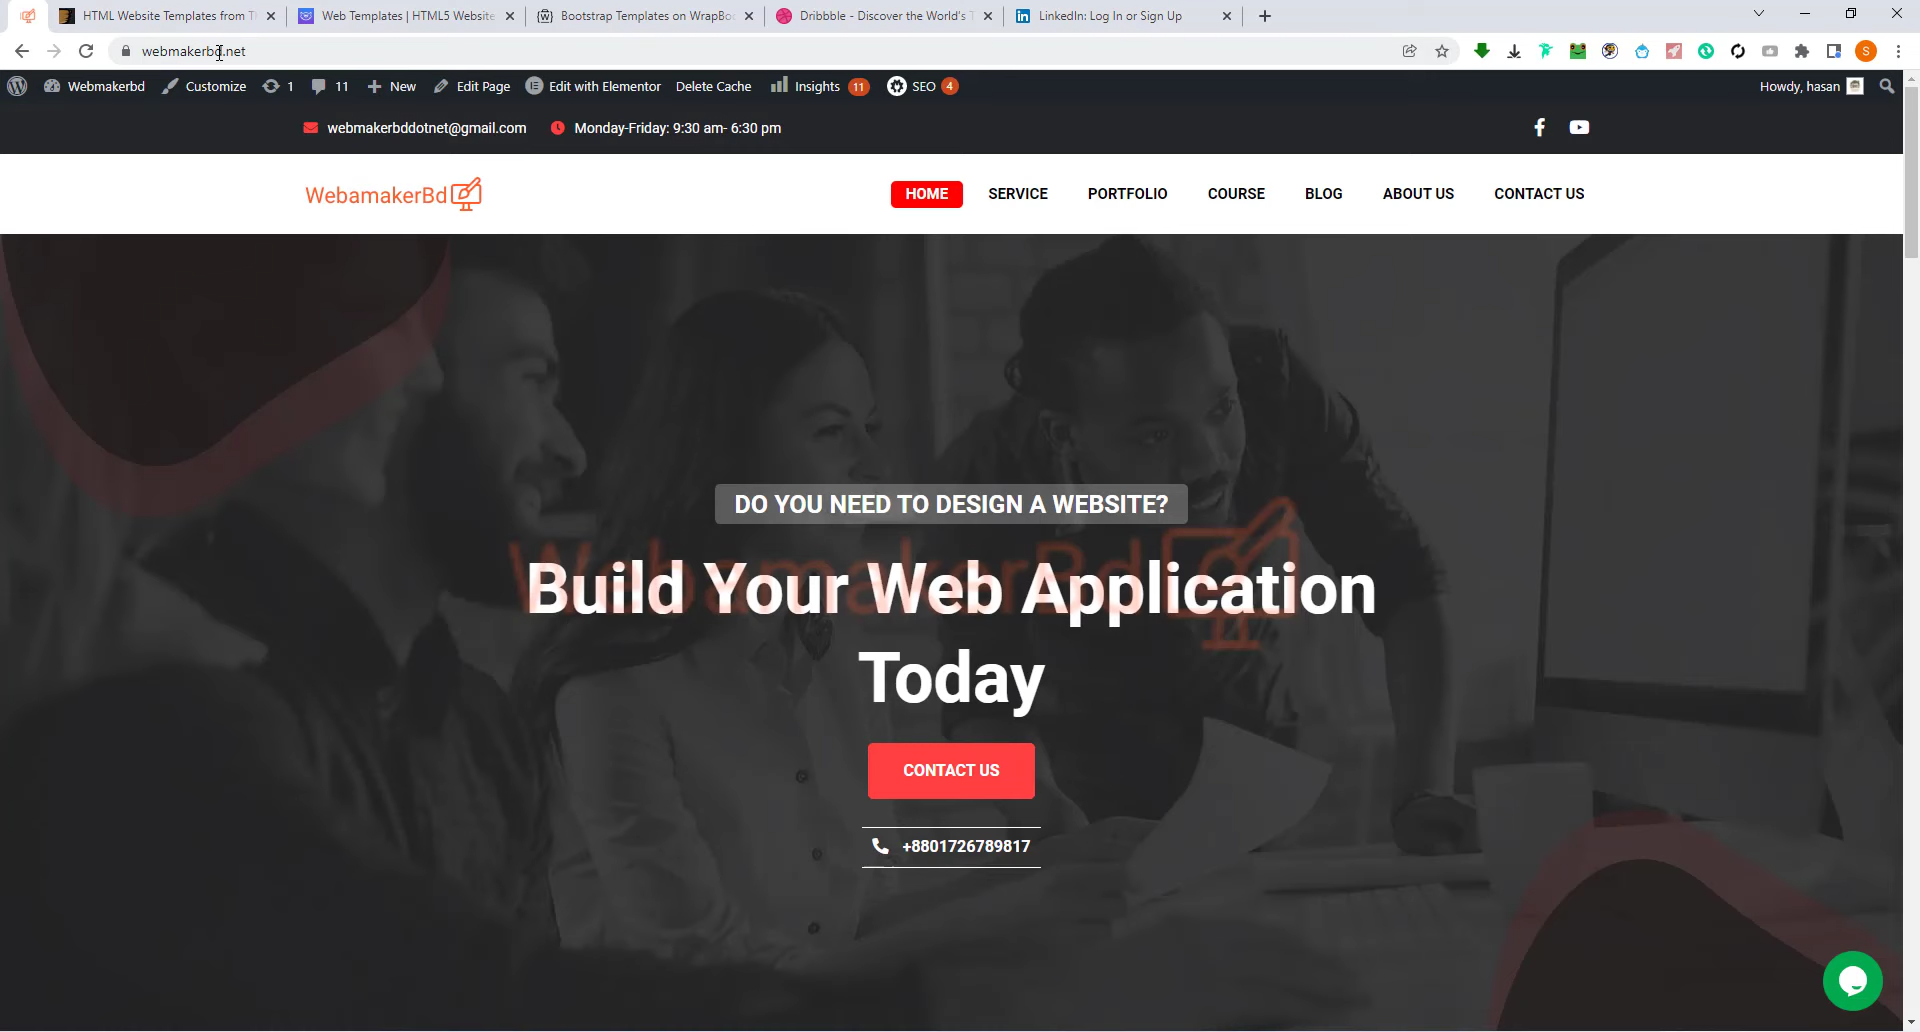 HTML Website Templates from Th
Web Templates | HTML5 Website
Bootstrap Templates on WrapBoo
Dribbble - Discover the World's T
LinkedIn: Log In or Sign Up
webmakerbd.net
S
Webmakerbd
Customize
1
11
New
Edit Page
Edit with Elementor
Delete Cache
Insights 11
SEO 4
Howdy, hasan
webmakerbddotnet@gmail.com
Monday-Friday: 9:30 am- 6:30 pm
WebamakerBd
HOME
SERVICE
PORTFOLIO
COURSE
BLOG
ABOUT US
CONTACT US
DO YOU NEED TO DESIGN A WEBSITE?
WebamakerBd
Build Your Web Application
Today
CONTACT US
+8801726789817